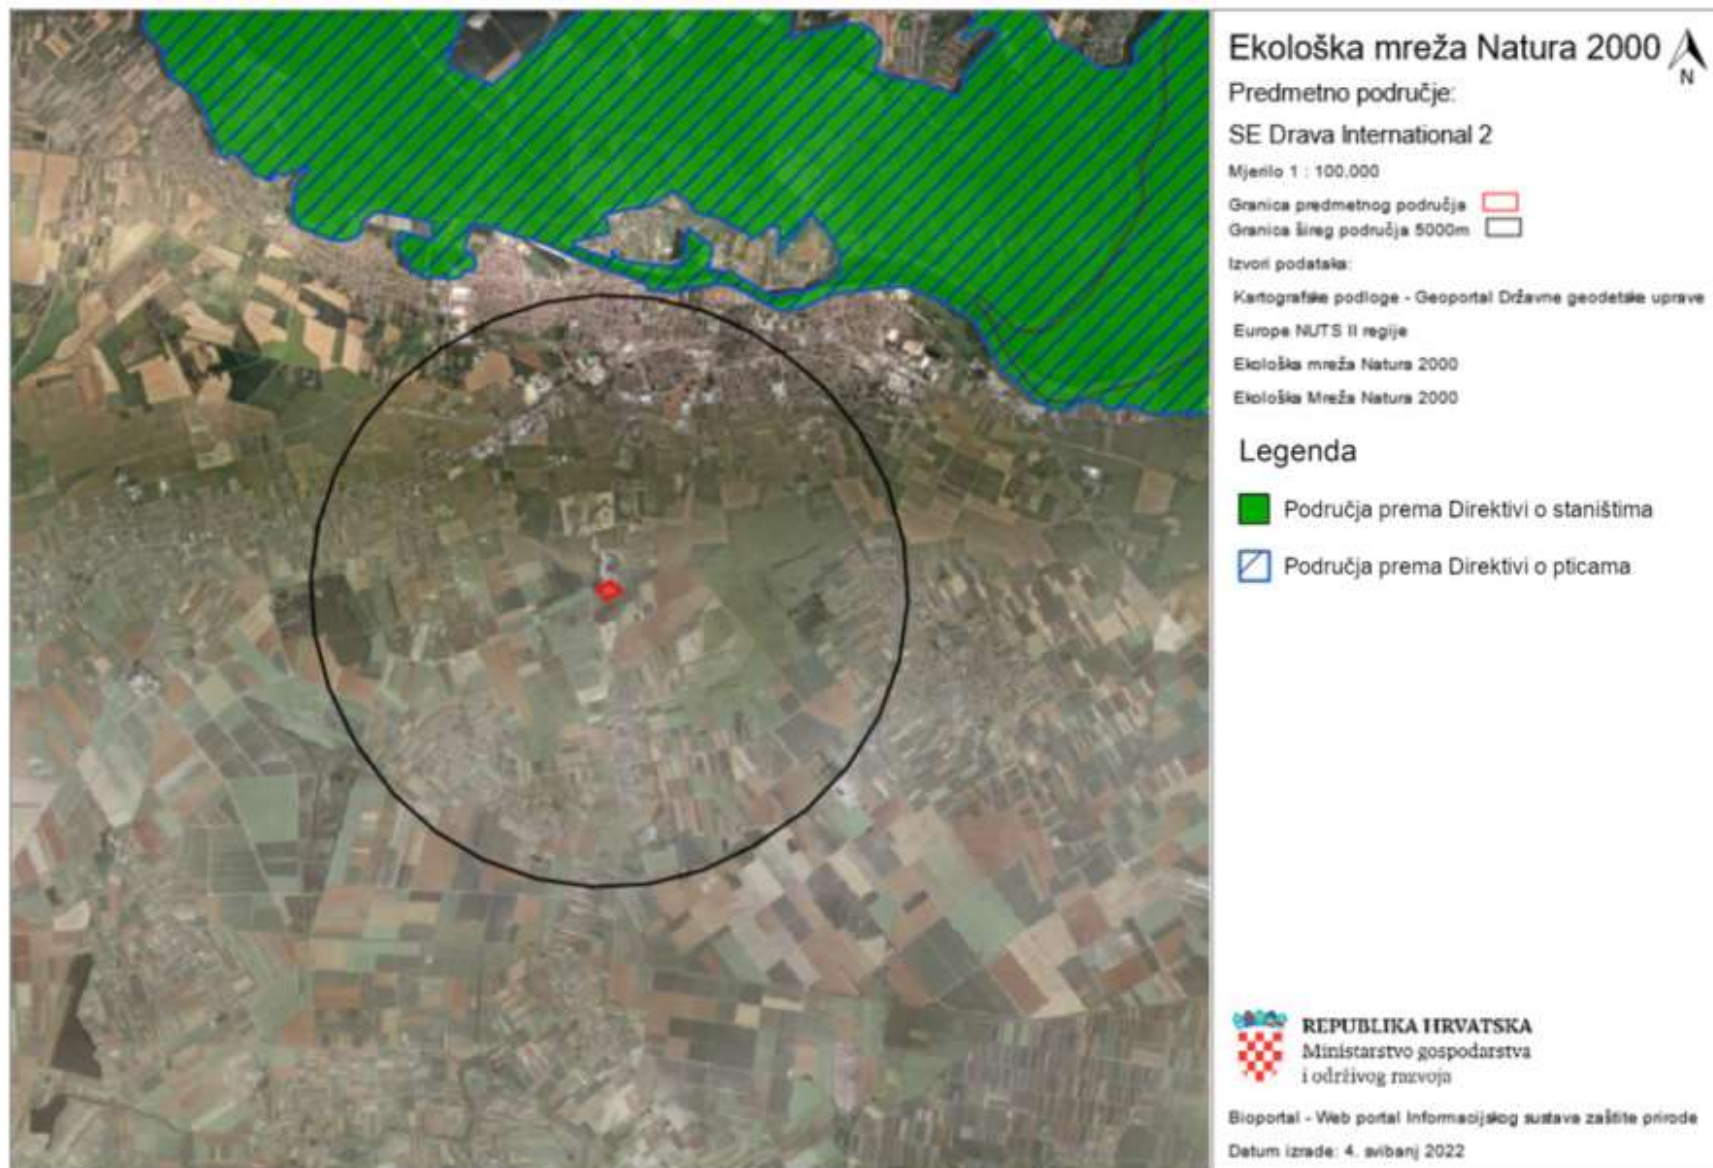 Ekološka mreža Natura 2000
N
Predmetno područje:
SE Drava International 2
Mjerilo 1 : 100.000
Granica predmetnog područja
Granica šireg područja 5000m
Izvori podataka:
Kartografske podloge - Geoportal Državne geodetske uprave
Europe NUTS II regije
Ekološka mreža Natura 2000
Ekološka Mreža Natura 2000
Legenda
Područja prema Direktivi o staništima
Područja prema Direktivi o pticama
REPUBLIKA HRVATSKA
Ministarstvo gospodarstva
i održivog razvoja
Bioportal - Web portal Informacijskog sustava zaštite prirode
Datum izrade: 4. svibanj 2022